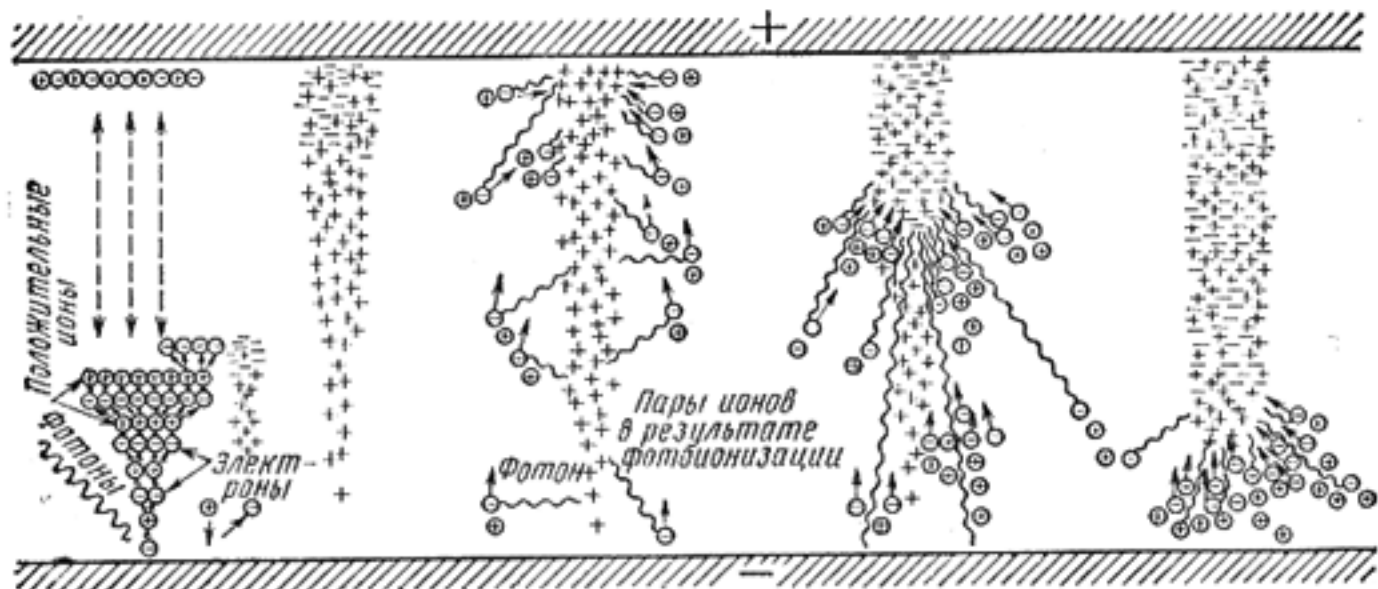 +
Положительные
ионы
Фотоны
Элект-
роны
Фотон
Пары ионов
в результате
фотоионизации
—